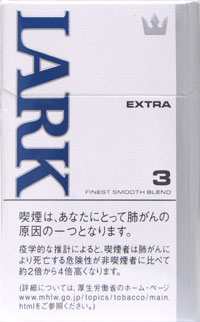 LARK
EXTRA
3
FINEST SMOOTH BLEND
喫煙は、あなたにとって肺がんの
原因の一つとなります。
疫学的な推計によると、喫煙者は肺がんに
より死亡する危険性が非喫煙者に比べて
約2倍から4倍高くなります。
(詳細については、厚生労働省のホーム・ページ
www.mhlw.go.jp/topics/tobacco/main.
htmlをご参照ください。)